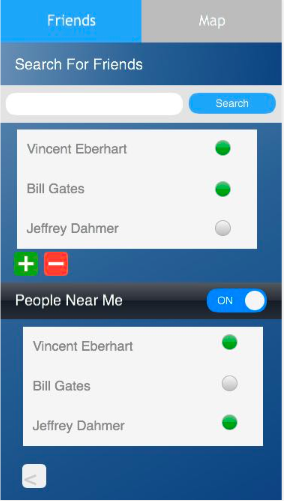 Friends Map
Search For Friends
Search
Vincent Eberhart
Bill Gates
Jeffrey Dahmer
+ −
People Near Me ON
Vincent Eberhart
Bill Gates
Jeffrey Dahmer
<